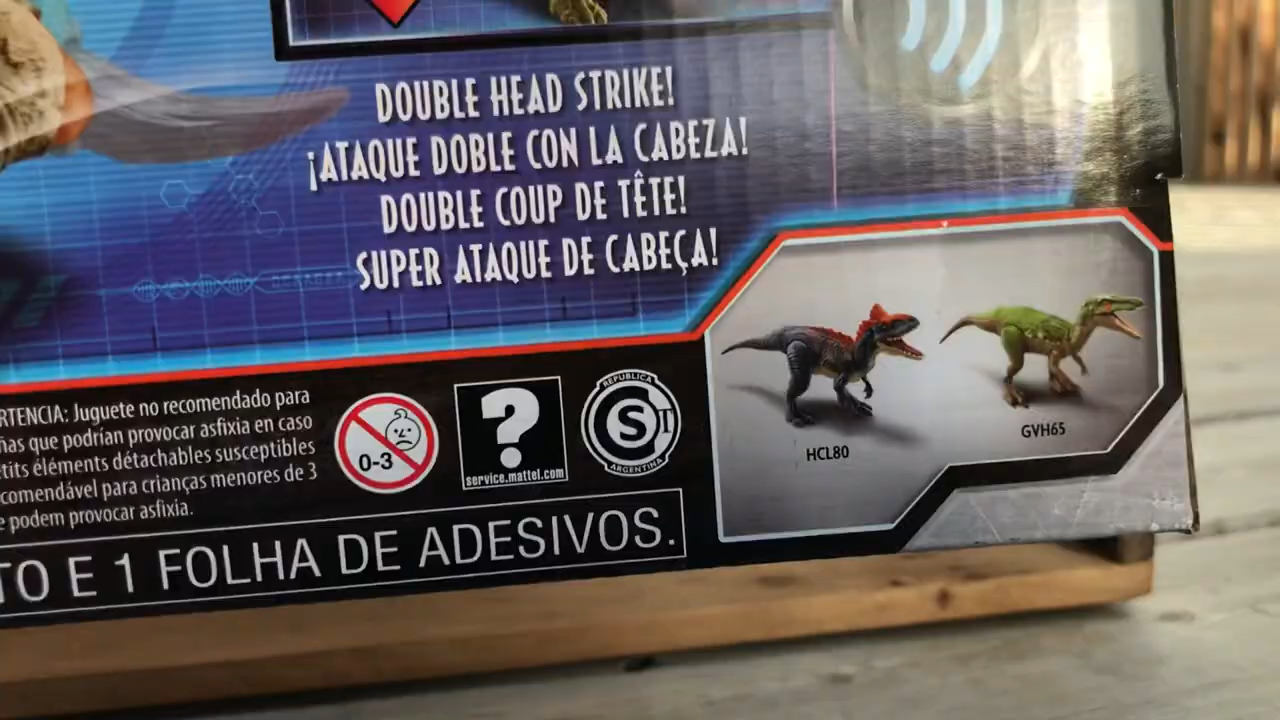 DOUBLE HEAD STRIKE!
¡ATAQUE DOBLE CON LA CABEZA!
DOUBLE COUP DE TÊTE!
SUPER ATAQUE DE CABEÇA!
RTENCIA: Juguete no recomendado para
ñas que podrían provocar asfixia en caso
tits éléments détachables susceptibles
comendável para crianças menores de 3
e podem provocar asfixia.
0-3
?
service.mattel.com
REPUBLICA
S
ARGENTINA
TO E 1 FOLHA DE ADESIVOS.
HCL80
GVH65